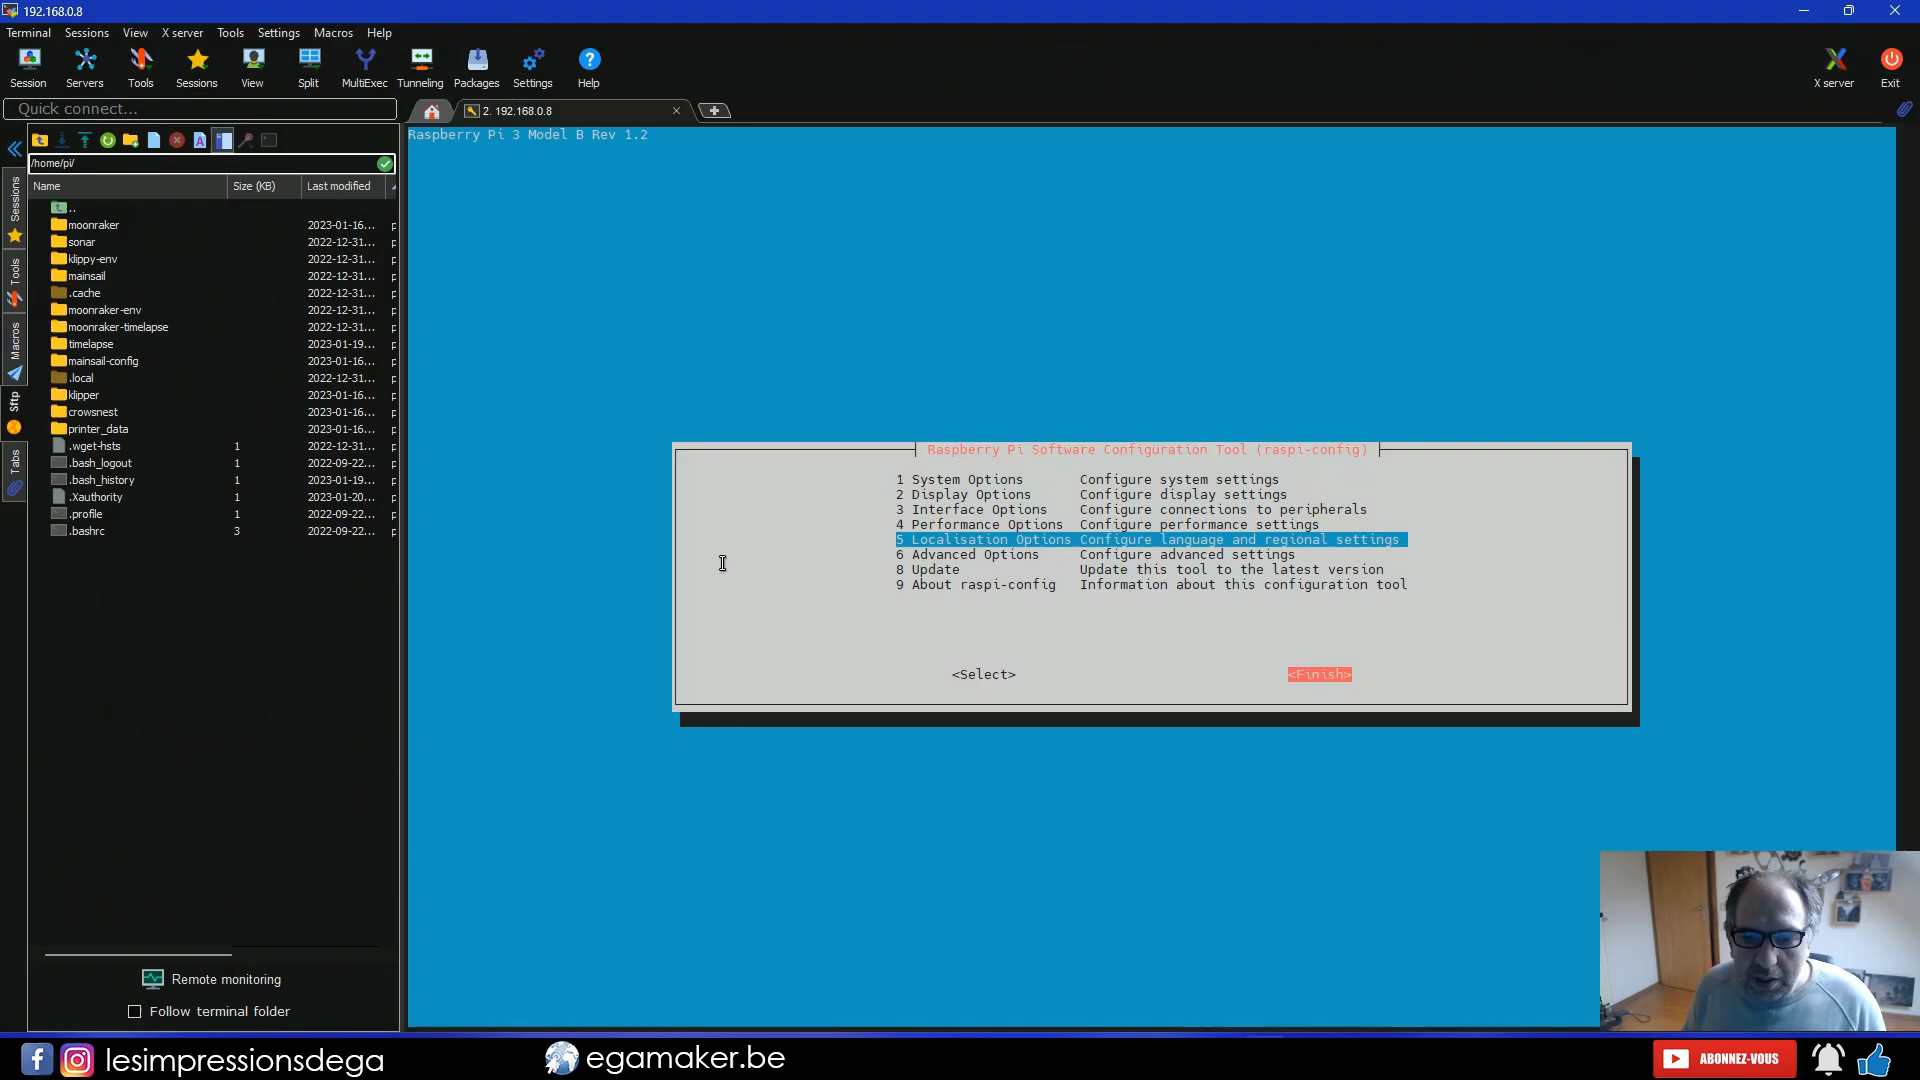 192.168.0.8
Terminal Sessions View X server Tools Settings Macros Help
Session Servers Tools Sessions View Split MultiExec Tunneling Packages Settings Help X server Exit
Quick connect...
2. 192.168.0.8
Raspberry Pi 3 Model B Rev 1.2
/home/pi/
Name Size (KB) Last modified
..
moonraker 2023-01-16...
sonar 2022-12-31...
klippy-env 2022-12-31...
mainsail 2022-12-31...
.cache 2022-12-31...
moonraker-env 2022-12-31...
moonraker-timelapse 2022-12-31...
timelapse 2023-01-19...
mainsail-config 2023-01-16...
.local 2022-12-31...
klipper 2023-01-16...
crowsnest 2023-01-16...
printer_data 2023-01-16...
.wget-hsts 1 2022-12-31...
.bash_logout 1 2022-09-22...
.bash_history 1 2023-01-19...
.Xauthority 1 2023-01-20...
.profile 1 2022-09-22...
.bashrc 3 2022-09-22...
Sessions
Tools
Macros
Sftp
Tabs
Raspberry Pi Software Configuration Tool (raspi-config)
1 System Options Configure system settings
2 Display Options Configure display settings
3 Interface Options Configure connections to peripherals
4 Performance Options Configure performance settings
5 Localisation Options Configure language and regional settings
6 Advanced Options Configure advanced settings
8 Update Update this tool to the latest version
9 About raspi-config Information about this configuration tool
<Select> <Finish>
Remote monitoring
Follow terminal folder
lesimpressionsdega
egamaker.be
ABONNEZ-VOUS